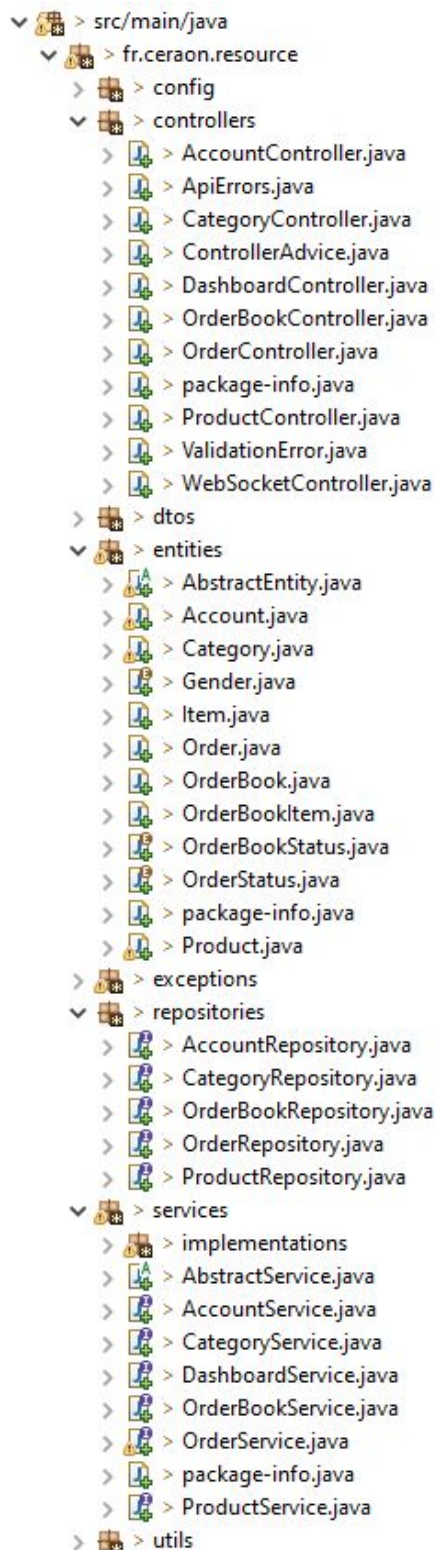 > src/main/java
> fr.ceraon.resource
> config
> controllers
> AccountController.java
> ApiErrors.java
> CategoryController.java
> ControllerAdvice.java
> DashboardController.java
> OrderBookController.java
> OrderController.java
> package-info.java
> ProductController.java
> ValidationError.java
> WebSocketController.java
> dtos
> entities
> AbstractEntity.java
> Account.java
> Category.java
> Gender.java
> Item.java
> Order.java
> OrderBook.java
> OrderBookItem.java
> OrderBookStatus.java
> OrderStatus.java
> package-info.java
> Product.java
> exceptions
> repositories
> AccountRepository.java
> CategoryRepository.java
> OrderBookRepository.java
> OrderRepository.java
> ProductRepository.java
> services
> implementations
> AbstractService.java
> AccountService.java
> CategoryService.java
> DashboardService.java
> OrderBookService.java
> OrderService.java
> package-info.java
> ProductService.java
> utils